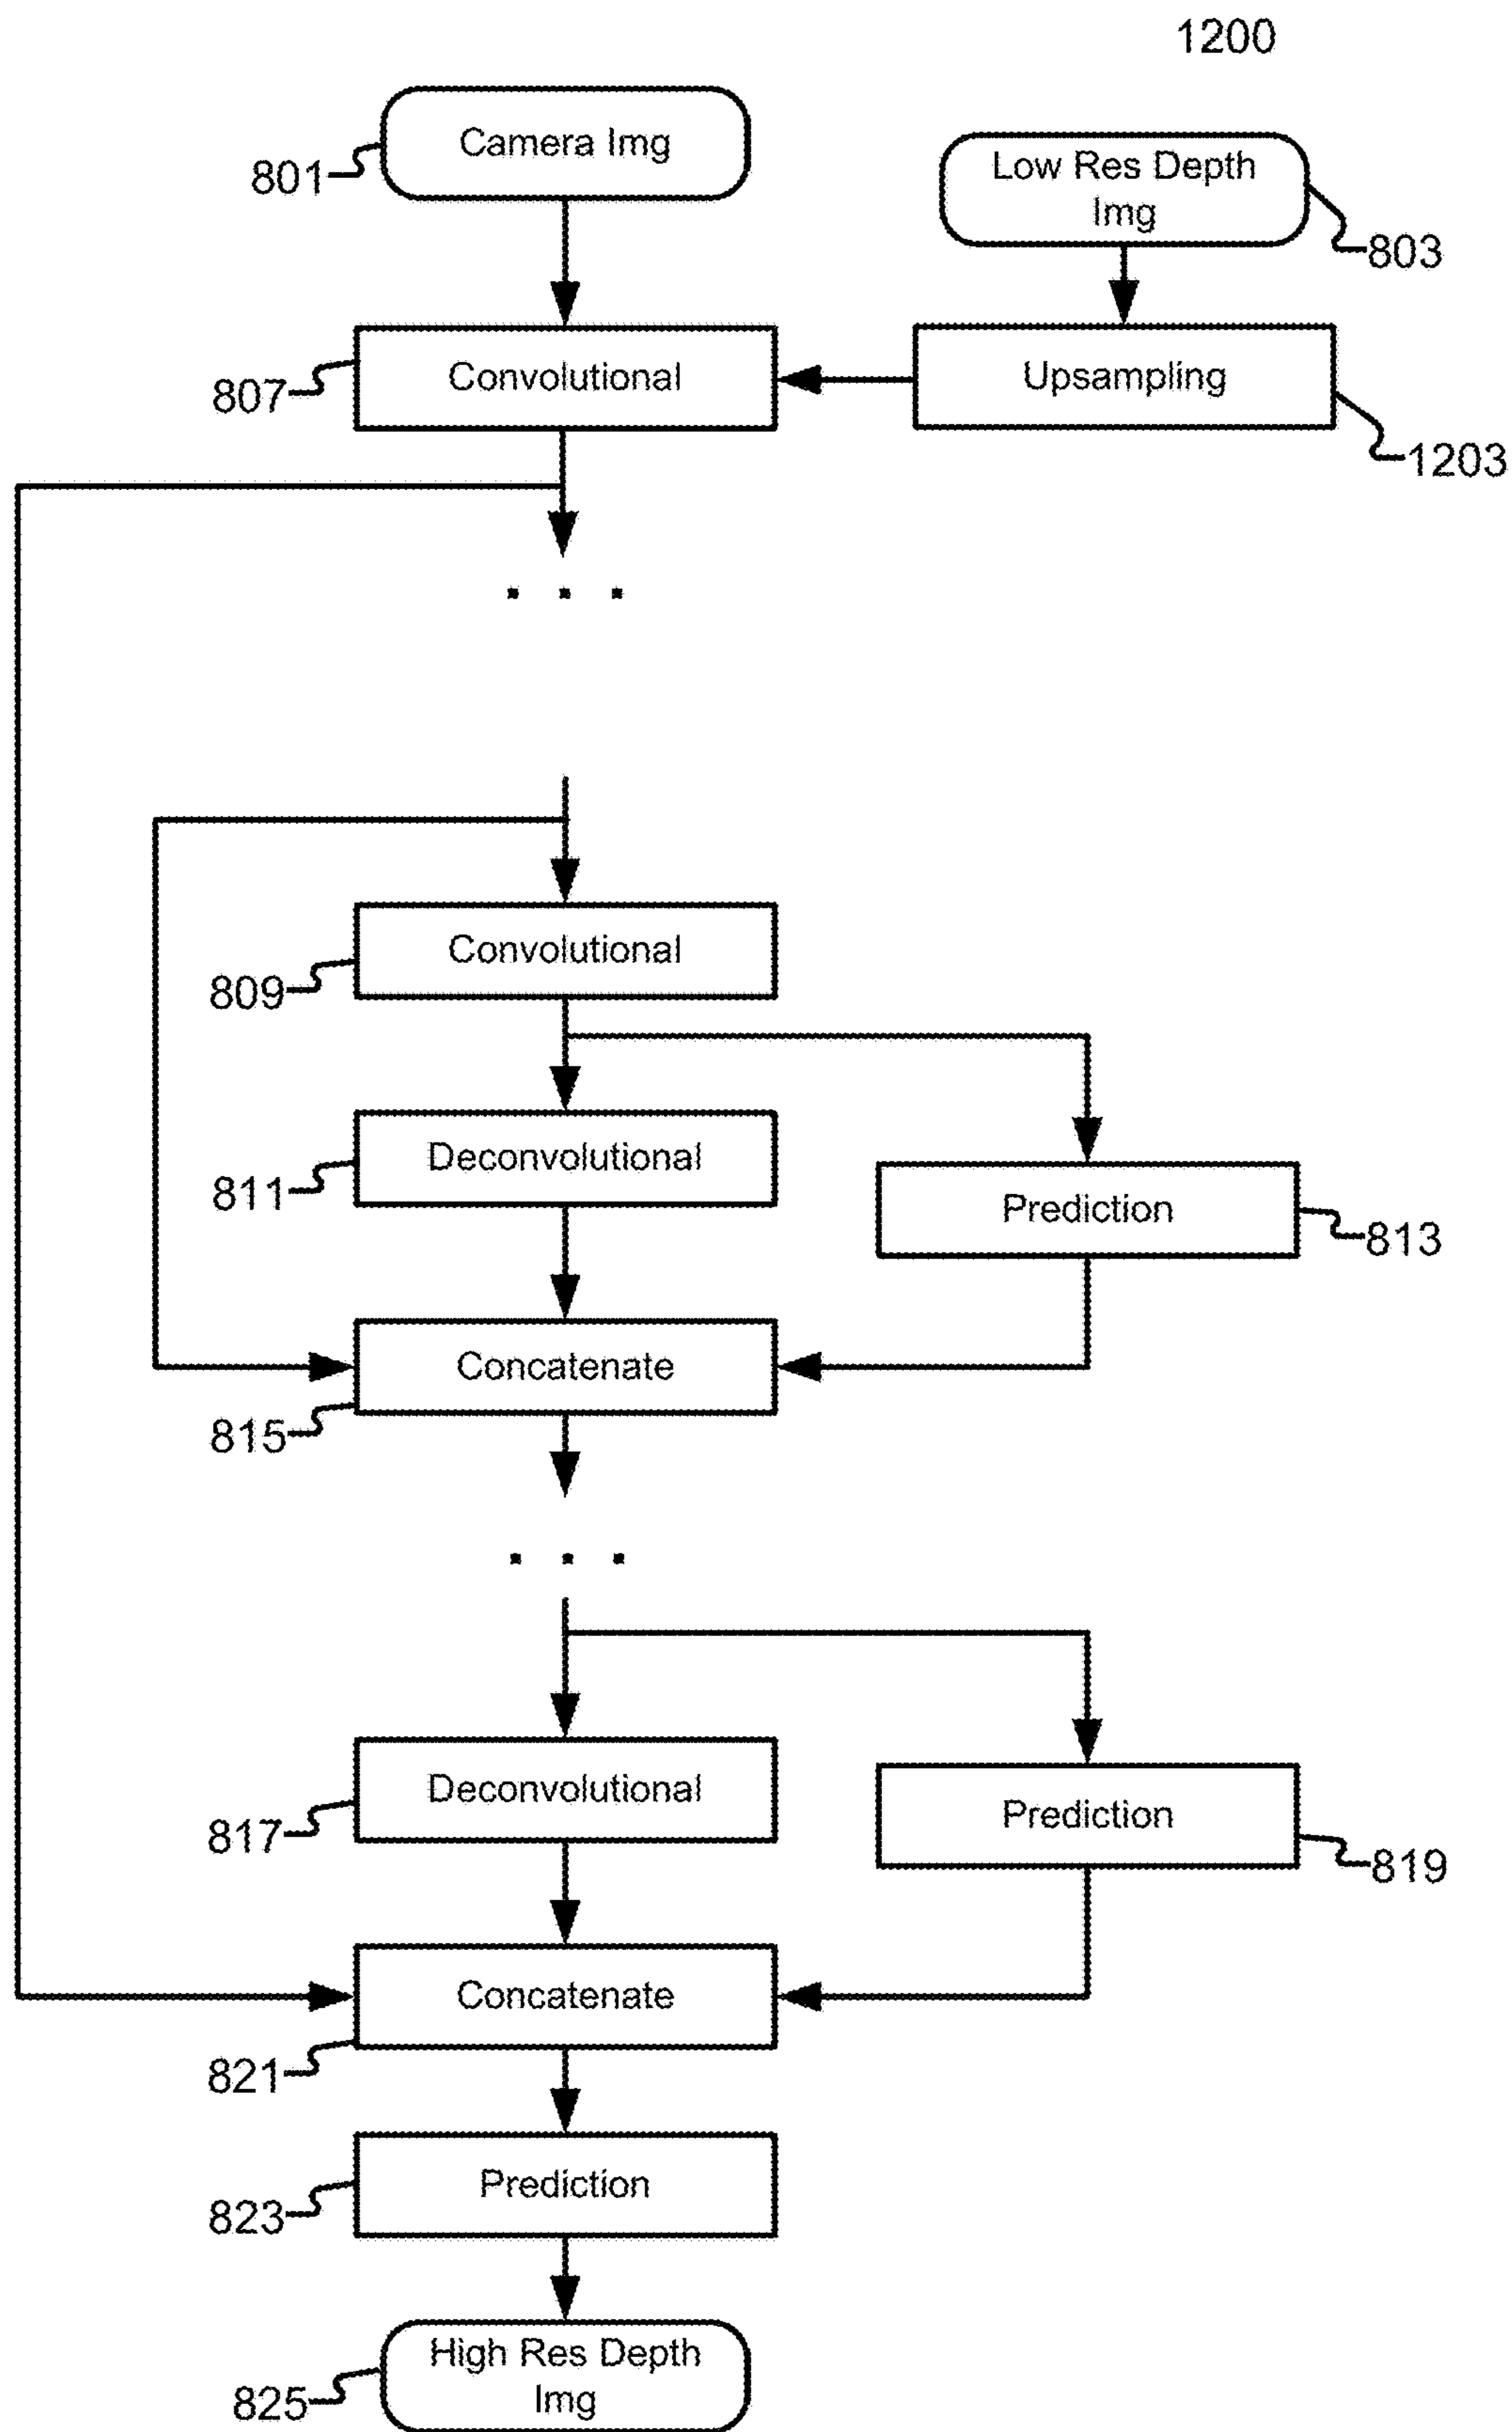 1200
Camera Img
801
Low Res Depth
Img
803
Convolutional
807
Upsampling
1203
. . .
Convolutional
809
Deconvolutional
811
Prediction
813
Concatenate
815
. . .
Deconvolutional
817
Prediction
819
Concatenate
821
Prediction
823
High Res Depth
Img
825